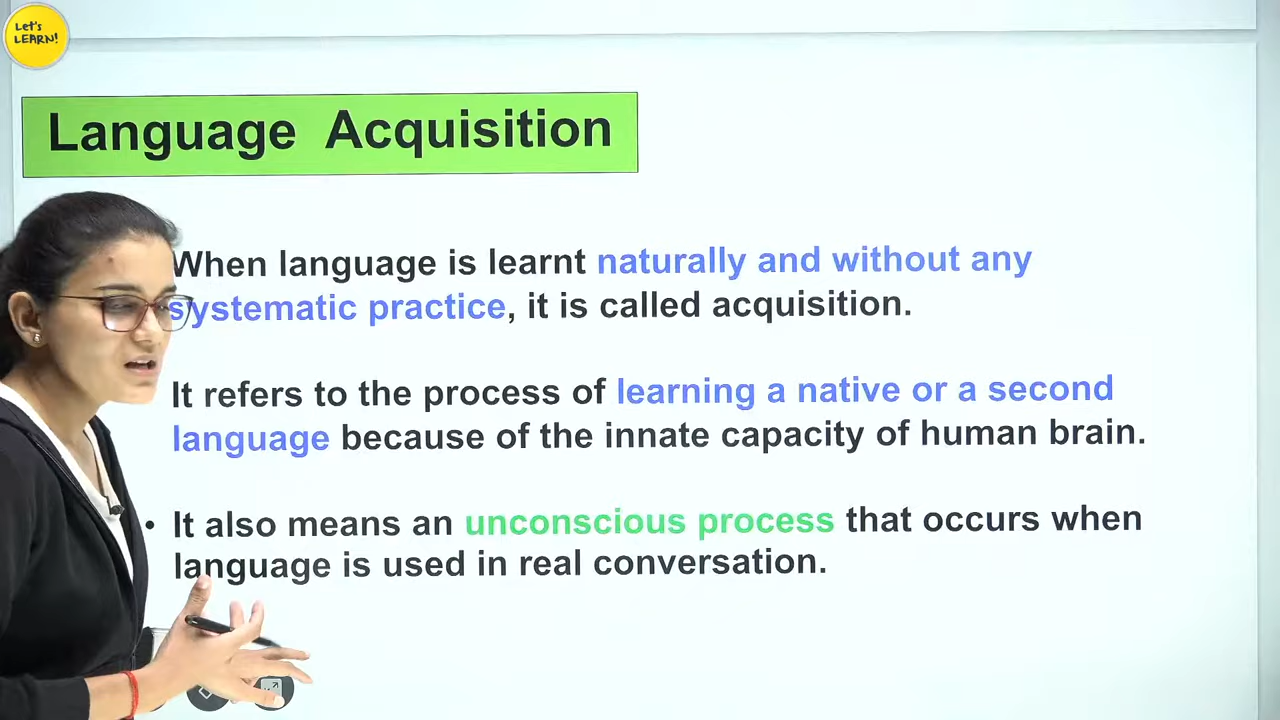 Let's
LEARN!
Language Acquisition
When language is learnt naturally and without any
systematic practice, it is called acquisition.
It refers to the process of learning a native or a second
language because of the innate capacity of human brain.
• It also means an unconscious process that occurs when
language is used in real conversation.